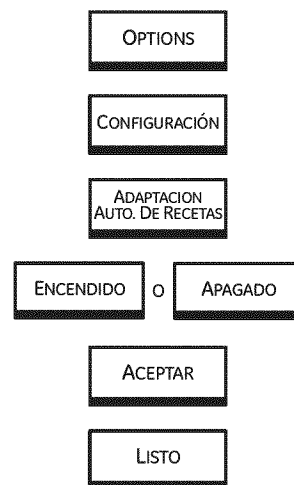 OPTIONS
CONFIGURACIÓN
ADAPTACION
AUTO. DE RECETAS
ENCENDIDO O APAGADO
ACEPTAR
LISTO